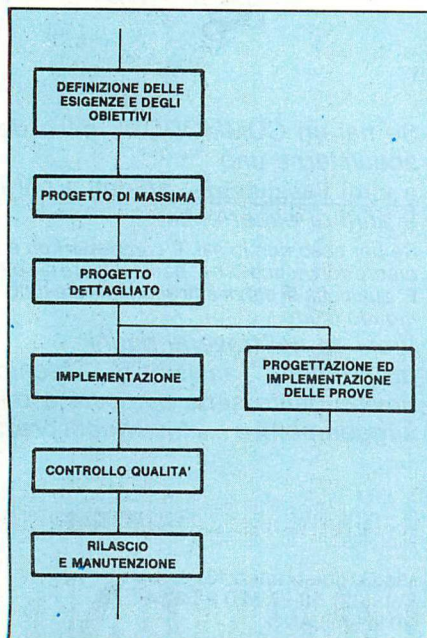 DEFINIZIONE DELLE
ESIGENZE E DEGLI
OBIETTIVI
PROGETTO DI MASSIMA
PROGETTO
DETTAGLIATO
IMPLEMENTAZIONE
PROGETTAZIONE ED
IMPLEMENTAZIONE
DELLE PROVE
CONTROLLO QUALITA'
RILASCIO
E MANUTENZIONE